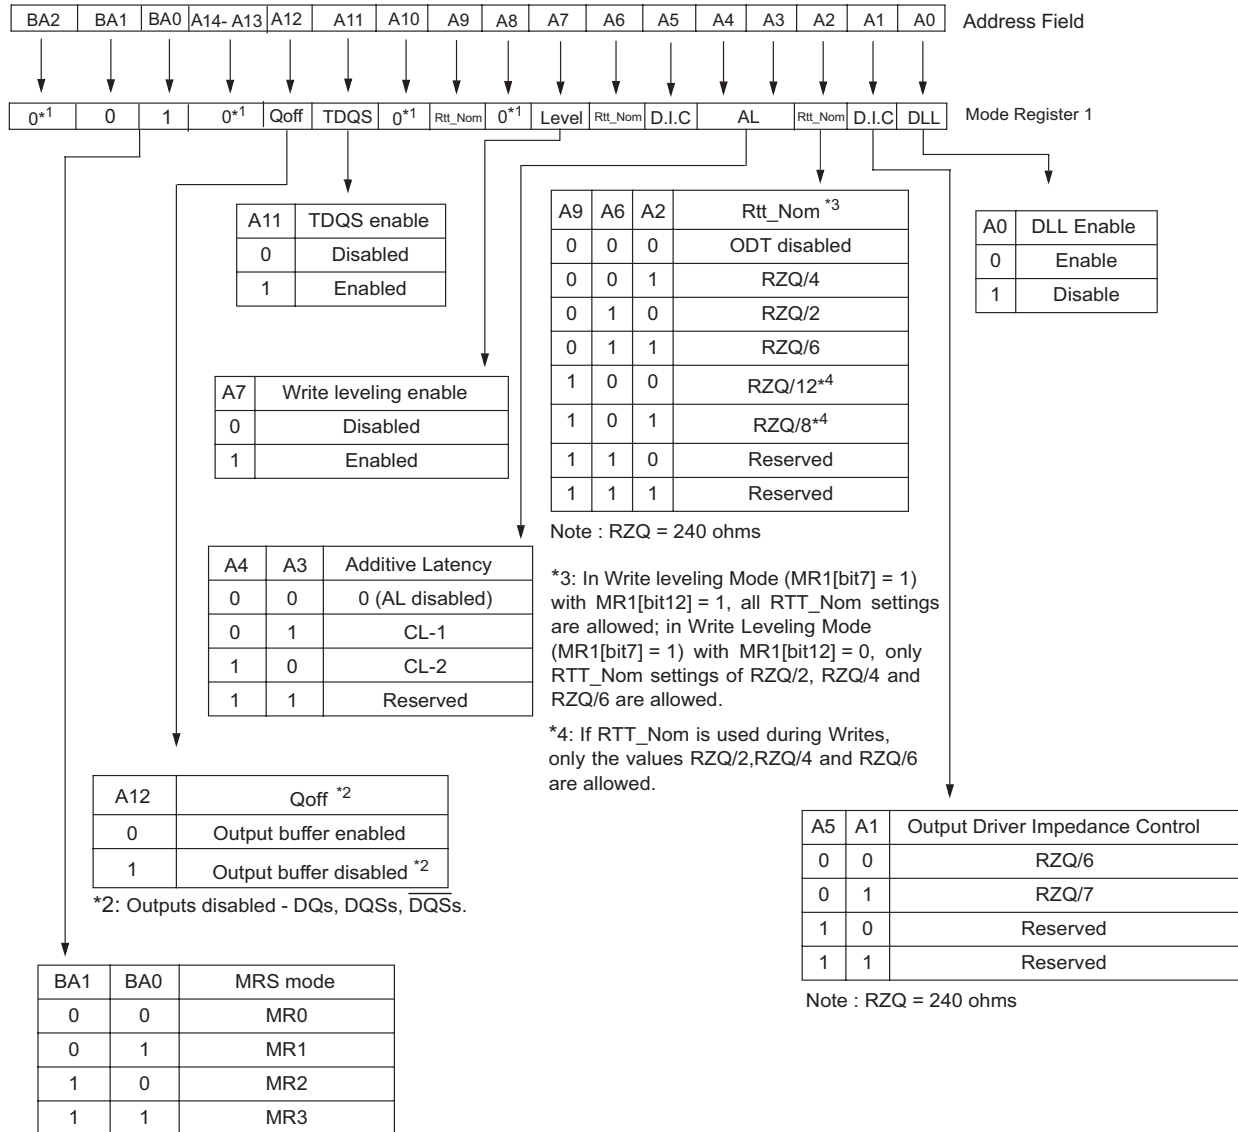 BA2 BA1 BA0 A14- A13 A12 A11 A10 A9 A8 A7 A6 A5 A4 A3 A2 A1 A0 Address Field
0*1 0 1 0*1 Qoff TDQS 0*1 Rtt_Nom 0*1 Level Rtt_Nom D.I.C AL Rtt_Nom D.I.C DLL Mode Register 1
A11 TDQS enable
0 Disabled
1 Enabled
A9 A6 A2 Rtt_Nom *3
0 0 0 ODT disabled
0 0 1 RZQ/4
0 1 0 RZQ/2
0 1 1 RZQ/6
1 0 0 RZQ/12*4
1 0 1 RZQ/8*4
1 1 0 Reserved
1 1 1 Reserved
Note : RZQ = 240 ohms
*3: In Write leveling Mode (MR1[bit7] = 1)
with MR1[bit12] = 1, all RTT_Nom settings
are allowed; in Write Leveling Mode
(MR1[bit7] = 1) with MR1[bit12] = 0, only
RTT_Nom settings of RZQ/2, RZQ/4 and
RZQ/6 are allowed.
*4: If RTT_Nom is used during Writes,
only the values RZQ/2,RZQ/4 and RZQ/6
are allowed.
A0 DLL Enable
0 Enable
1 Disable
A7 Write leveling enable
0 Disabled
1 Enabled
A4 A3 Additive Latency
0 0 0 (AL disabled)
0 1 CL-1
1 0 CL-2
1 1 Reserved
A12 Qoff *2
0 Output buffer enabled
1 Output buffer disabled *2
*2: Outputs disabled - DQs, DQSs, D̅Q̅S̅s.
A5 A1 Output Driver Impedance Control
0 0 RZQ/6
0 1 RZQ/7
1 0 Reserved
1 1 Reserved
Note : RZQ = 240 ohms
BA1 BA0 MRS mode
0 0 MR0
0 1 MR1
1 0 MR2
1 1 MR3